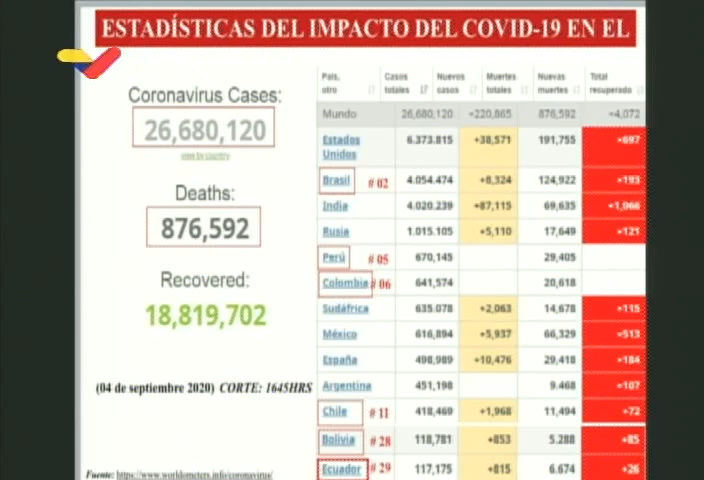 ESTADÍSTICAS DEL IMPACTO DEL COVID-19 EN EL
Coronavirus Cases:
26,680,120
view by country
Deaths:
876,592
Recovered:
18,819,702
(04 de septiembre 2020) CORTE: 1645HRS
Fuente: https://www.worldometers.info/coronavirus/
País, otro Casos totales Nuevos casos Muertes totales Nuevas muertes Total recuperado
Mundo 26,680,120 +220,865 876,592 +4,072
Estados Unidos 6.373.815 +38,571 191,755 +697
Brasil # 02 4.054.474 +8,324 124,922 +193
India 4.020.239 +87,115 69,635 +1,066
Rusia 1.015.105 +5,110 17,649 +121
Perú # 05 670,145 29,405
Colombia # 06 641,574 20,618
Sudáfrica 635.078 +2,063 14,678 +115
México 616,894 +5,937 66,329 +513
España 498,989 +10,476 29,418 +184
Argentina 451,198 9.468 +107
Chile # 11 418,469 +1,968 11,494 +72
Bolivia # 28 118,781 +853 5.288 +85
Ecuador # 29 117,175 +815 6.674 +26